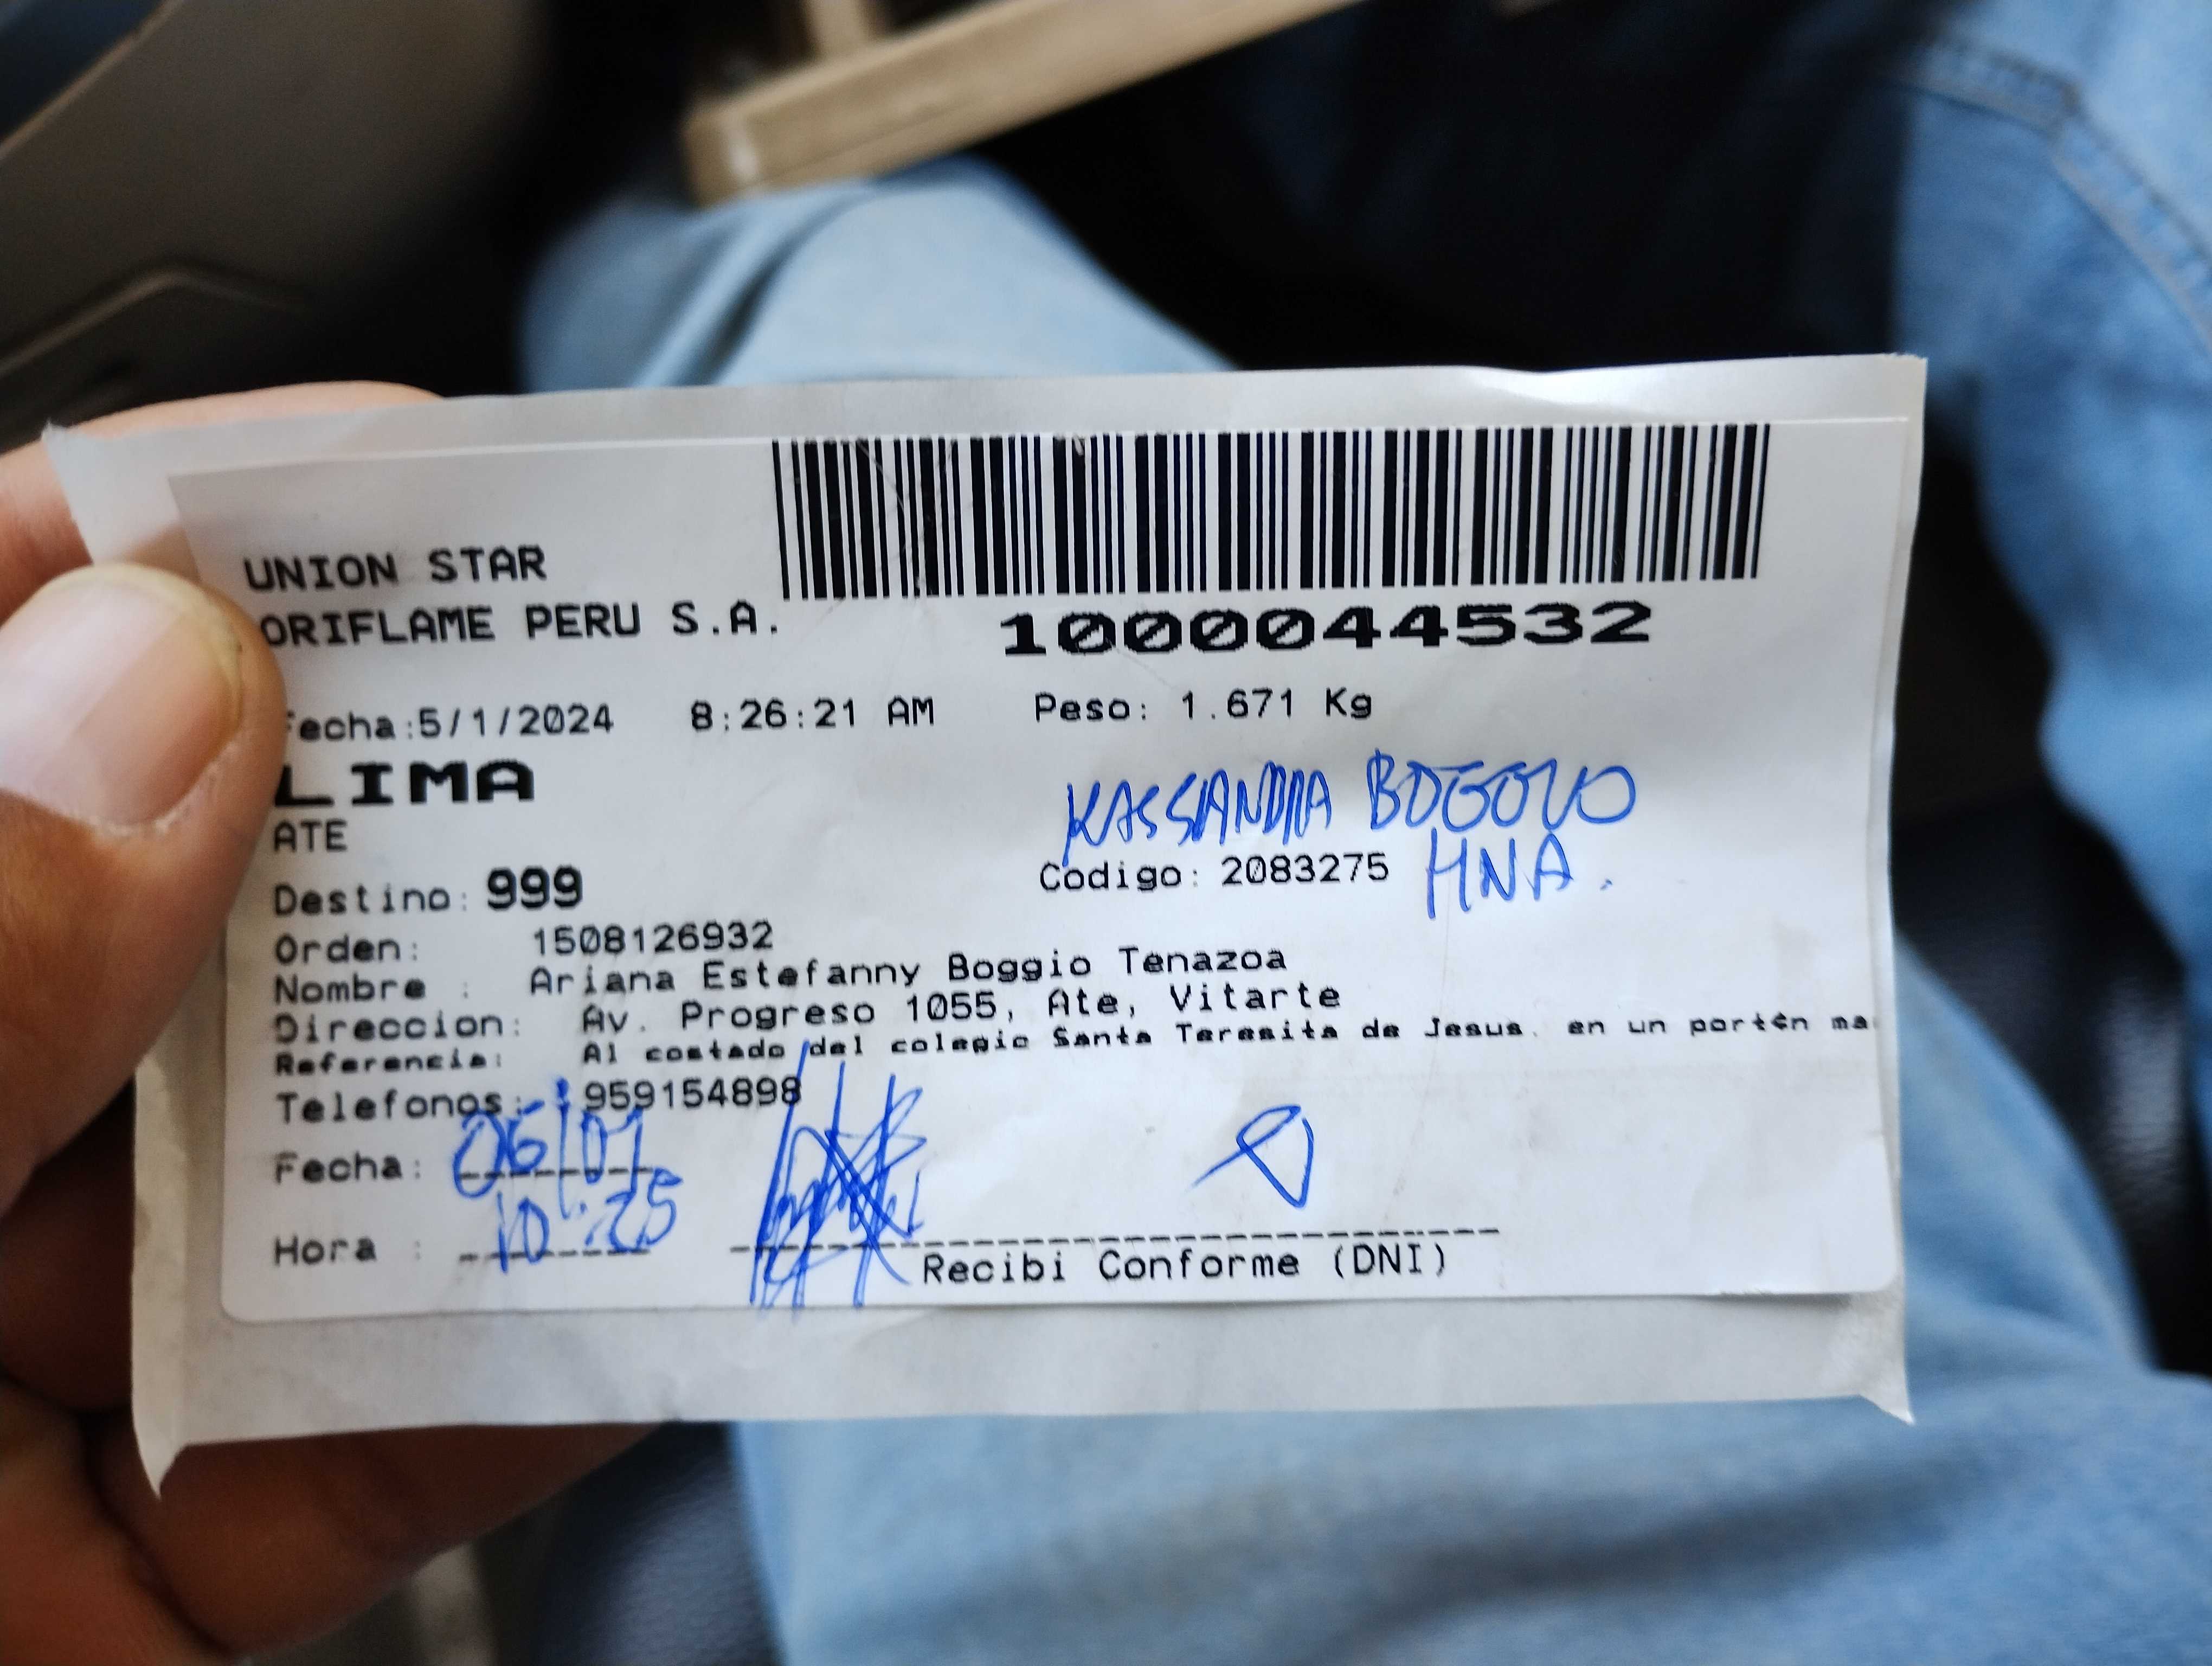 UNION STAR
ORIFLAME PERU S.A.
1000044532
Fecha:5/1/2024 8:26:21 AM Peso: 1.671 Kg
LIMA
ATE
KASSANDRA
HNA.
Destino: 999 Codigo: 2083275
Orden: 1508126932
Nombre : Ariana Estefanny Boggio Tenazoa
Direccion: Av. Progreso 1055, Ate, Vitarte
Referencia: Al costado del colegio Santa Teresita de Jesus. en un portón ma
Telefonos: 959154898
Fecha: 06/01
Hora : 10:25
Recibi Conforme (DNI)